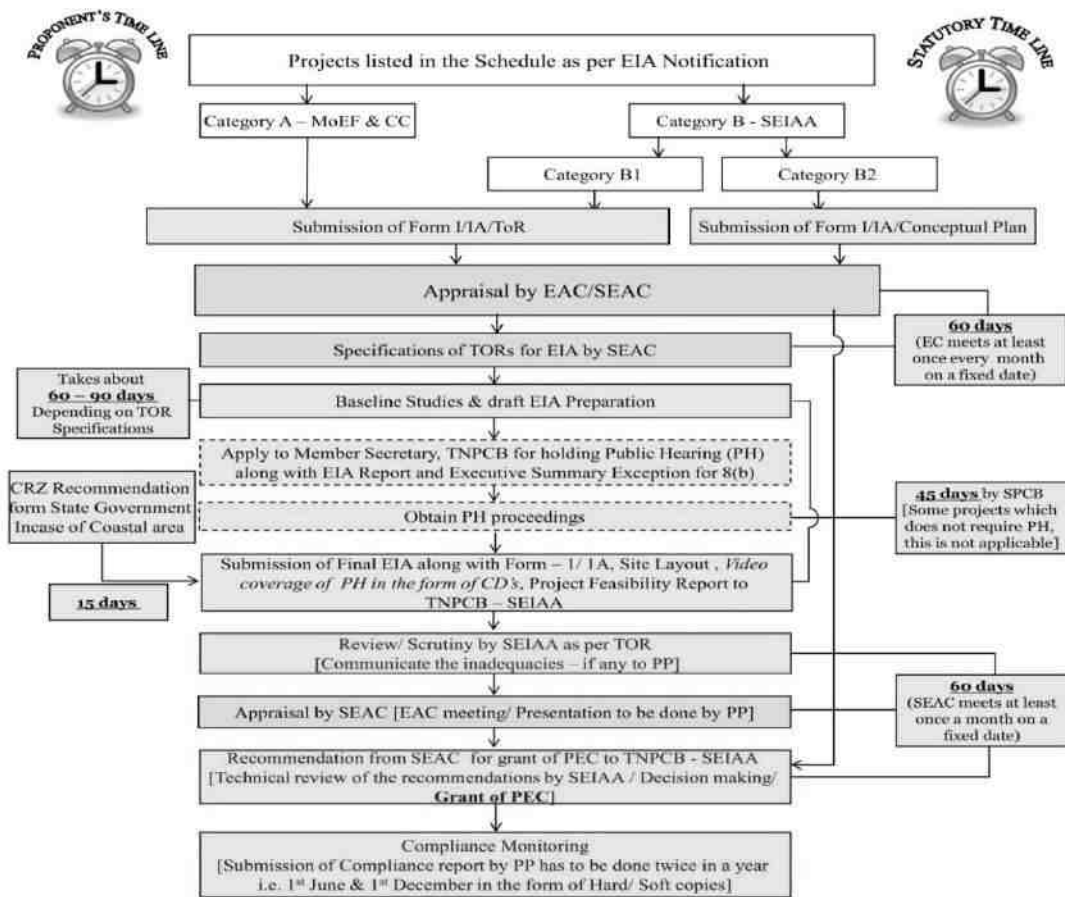 PROPONENT'S TIME LINE
STATUTORY TIME LINE
Projects listed in the Schedule as per EIA Notification
Category A – MoEF & CC
Category B - SEIAA
Category B1
Category B2
Submission of Form I/IA/ToR
Submission of Form I/IA/Conceptual Plan
Appraisal by EAC/SEAC
Specifications of TORs for EIA by SEAC
60 days
(EC meets at least
once every month
on a fixed date)
Takes about
60 – 90 days
Depending on TOR
Specifications
Baseline Studies & draft EIA Preparation
Apply to Member Secretary, TNPCB for holding Public Hearing (PH)
along with EIA Report and Executive Summary Exception for 8(b)
CRZ Recommendation
form State Government
Incase of Coastal area
Obtain PH proceedings
45 days by SPCB
[Some projects which
does not require PH,
this is not applicable]
Submission of Final EIA along with Form – 1/ 1A, Site Layout , Video
coverage of PH in the form of CD's, Project Feasibility Report to
TNPCB – SEIAA
15 days
Review/ Scrutiny by SEIAA as per TOR
[Communicate the inadequacies – if any to PP]
Appraisal by SEAC [EAC meeting/ Presentation to be done by PP]
60 days
(SEAC meets at least
once a month on a
fixed date)
Recommendation from SEAC for grant of PEC to TNPCB - SEIAA
[Technical review of the recommendations by SEIAA / Decision making/
Grant of PEC]
Compliance Monitoring
[Submission of Compliance report by PP has to be done twice in a year
i.e. 1st June & 1st December in the form of Hard/ Soft copies]